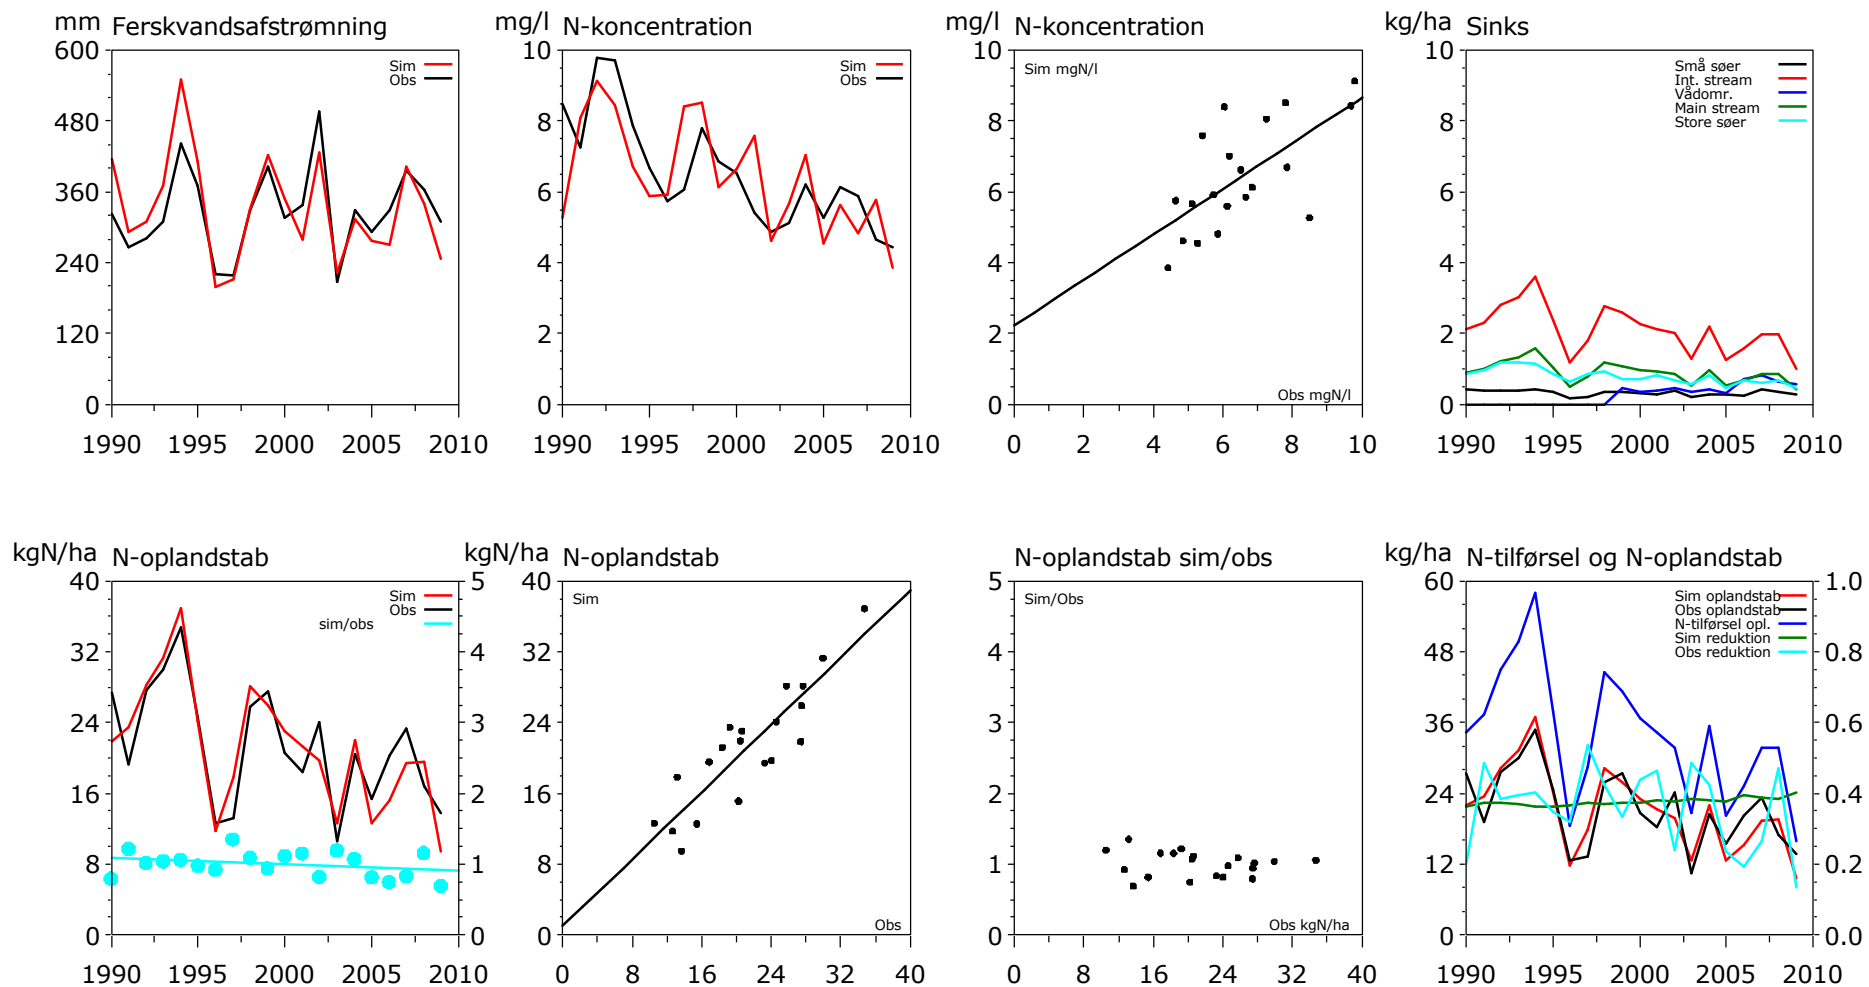 mm Ferskvandsafstrømning
600
480
360
240
120
0
Sim
Obs
1990 1995 2000 2005 2010
mg/l N-koncentration
10
8
6
4
2
0
Sim
Obs
1990 1995 2000 2005 2010
mg/l N-koncentration
10
8
6
4
2
0
Sim mgN/l
Obs mgN/l
0 4 6 8 10
kg/ha Sinks
10
8
6
4
2
0
Små søer
Int. stream
Vådomr.
Main stream
Store søer
1990 1995 2000 2005 2010
kgN/ha N-oplandstab
40
32
24
16
8
0
Sim
Obs
sim/obs
5
4
3
2
1
0
1990 1995 2000 2005 2010
kgN/ha N-oplandstab
40
32
24
16
8
0
Sim
Obs
0 16 24 32 40
N-oplandstab sim/obs
5
4
3
2
1
0
Sim/Obs
Obs kgN/ha
0 16 24 32 40
kg/ha N-tilførsel og N-oplandstab
60
48
36
24
12
0
Sim oplandstab
Obs oplandstab
N-tilførsel opl.
Sim reduktion
Obs reduktion
1.0
0.8
0.6
0.4
0.2
0.0
1990 1995 2000 2005 2010